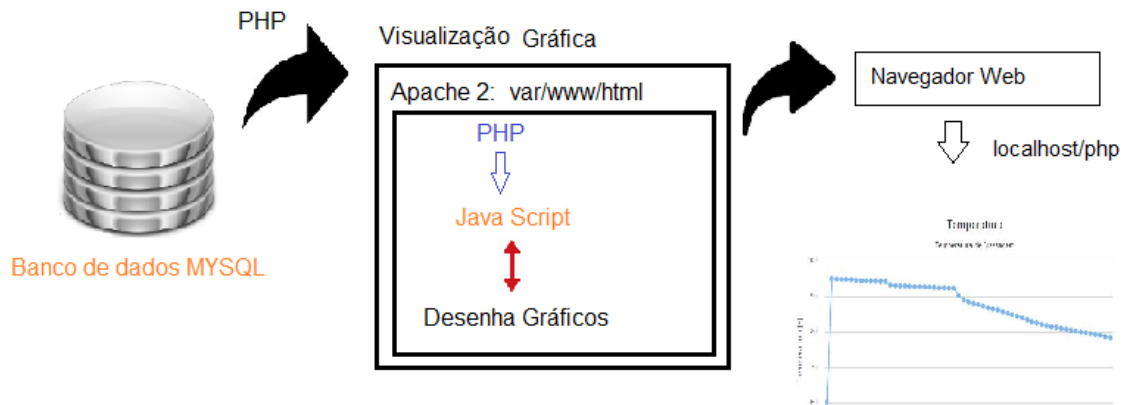 PHP
Visualização Gráfica
Apache 2: var/www/html
PHP
Java Script
Desenha Gráficos
Banco de dados MYSQL
Navegador Web
localhost/php
Temperatura